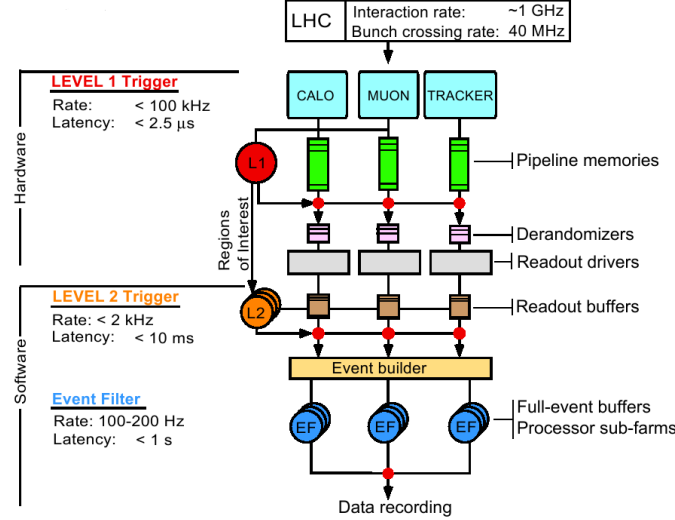 LHC
Interaction rate: ~1 GHz
Bunch crossing rate: 40 MHz
LEVEL 1 Trigger
Rate: < 100 kHz
Latency: < 2.5 μs
Hardware
CALO
MUON
TRACKER
L1
Pipeline memories
Regions
of Interest
Derandomizers
Readout drivers
LEVEL 2 Trigger
Rate: < 2 kHz
Latency: < 10 ms
Software
L2
Readout buffers
Event builder
Event Filter
Rate: 100-200 Hz
Latency: < 1 s
EF
EF
EF
Full-event buffers
Processor sub-farms
Data recording